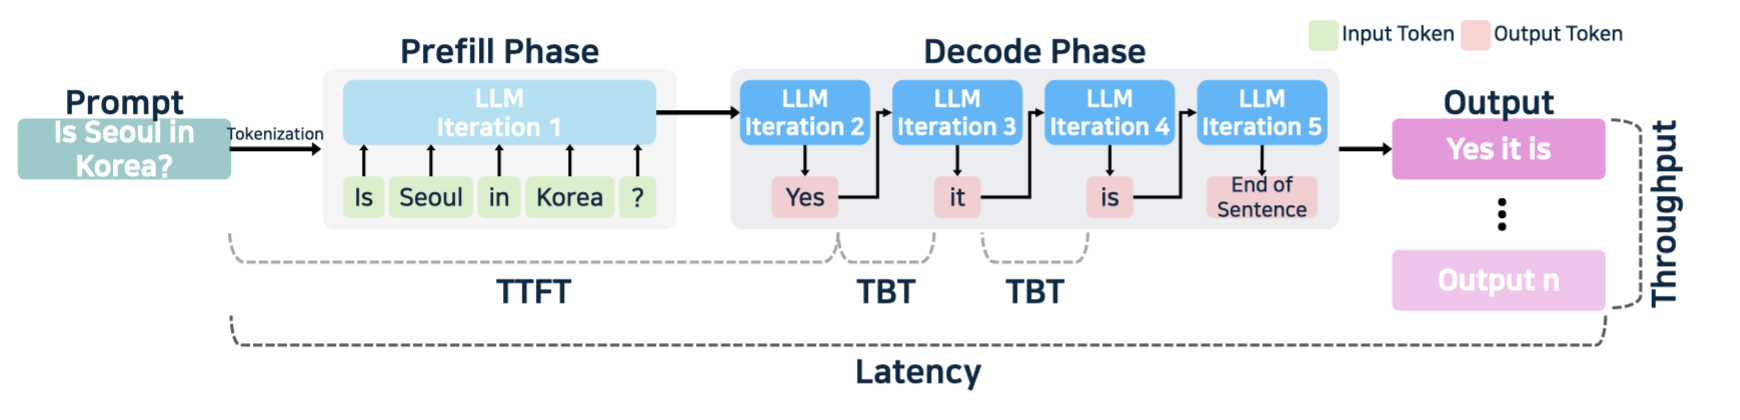 Input Token
Output Token
Prefill Phase
Decode Phase
Prompt
Is Seoul in
Korea?
Tokenization
LLM
Iteration 1
Is
Seoul
in
Korea
?
LLM
Iteration 2
LLM
Iteration 3
LLM
Iteration 4
LLM
Iteration 5
Yes
it
is
End of
Sentence
Output
Yes it is
Output n
Throughput
TTFT
TBT
TBT
Latency